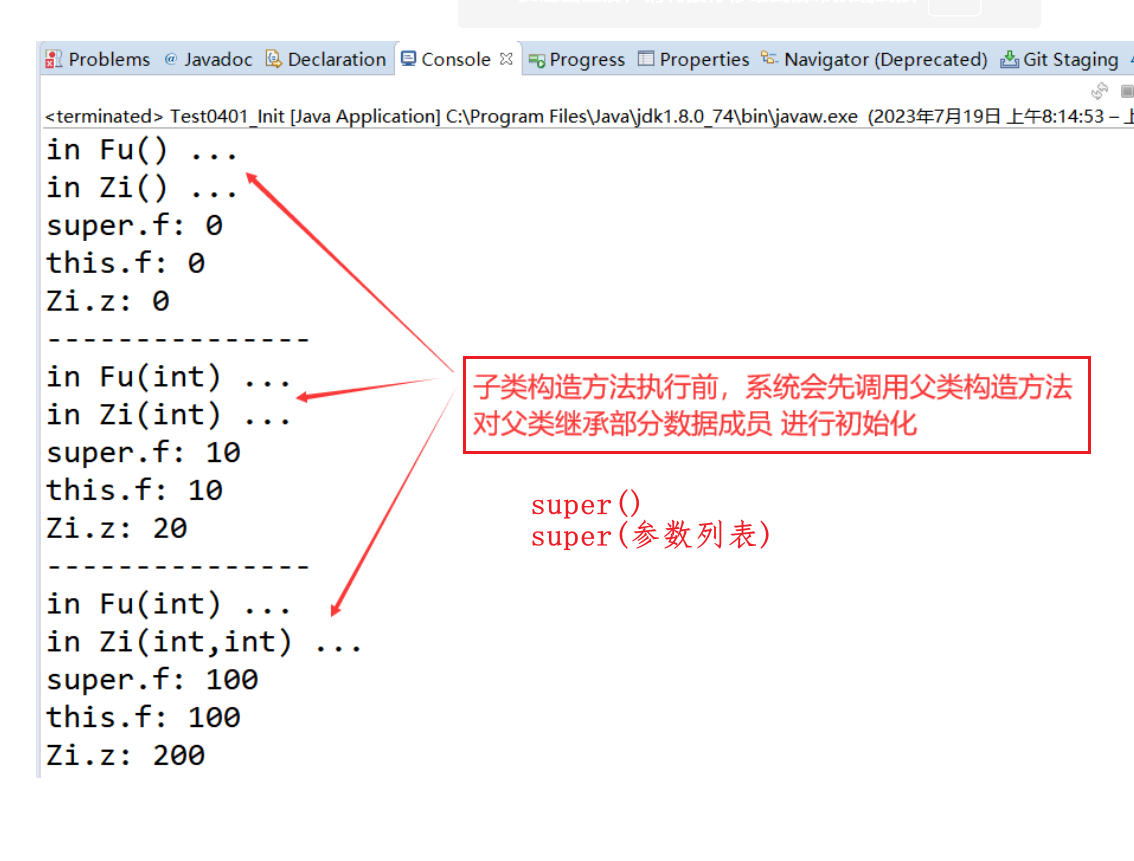 Problems @ Javadoc Declaration Console Progress Properties Navigator (Deprecated) Git Staging
<terminated> Test0401_Init [Java Application] C:\Program Files\Java\jdk1.8.0_74\bin\javaw.exe (2023年7月19日 上午8:14:53 – 上
in Fu() ...
in Zi() ...
super.f: 0
this.f: 0
Zi.z: 0
---------------
in Fu(int) ...
in Zi(int) ...
super.f: 10
this.f: 10
Zi.z: 20
---------------
in Fu(int) ...
in Zi(int,int) ...
super.f: 100
this.f: 100
Zi.z: 200
子类构造方法执行前，系统会先调用父类构造方法
对父类继承部分数据成员 进行初始化
super()
super(参数列表)